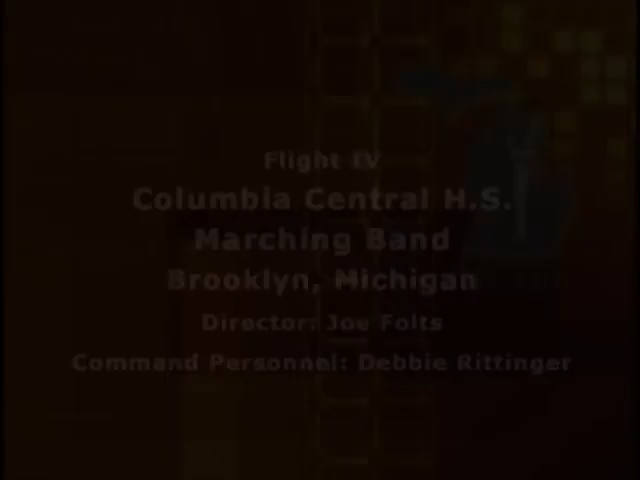 Flight IV
Columbia Central H.S.
Marching Band
Brooklyn, Michigan
Director: Joe Folts
Command Personnel: Debbie Rittinger